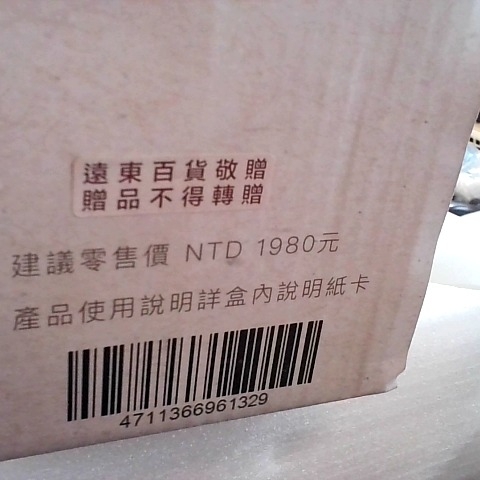 遠東百貨敬贈
贈品不得轉贈
建議零售價 NTD 1980元
產品使用說明詳盒內說明紙卡
4711366961329